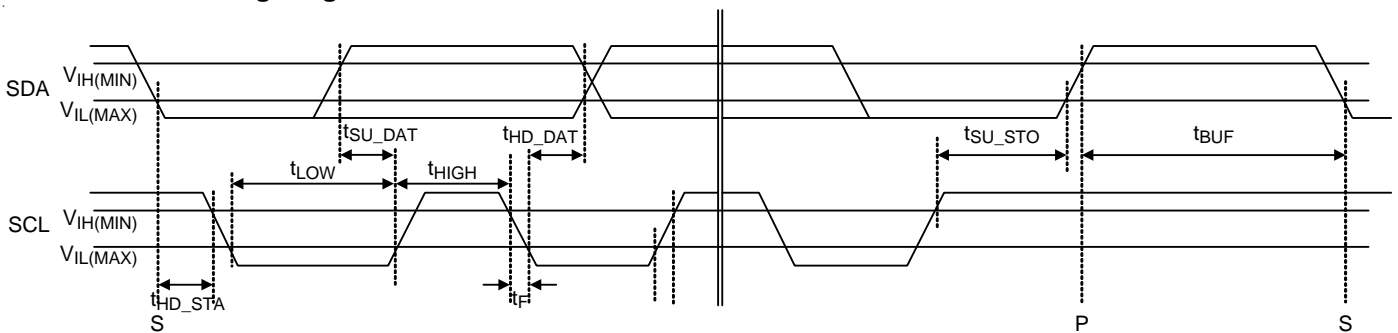 SDA
VIH(MIN)
VIL(MAX)
tSU_DAT
tHD_DAT
tSU_STO
tBUF
tLOW
tHIGH
SCL
VIH(MIN)
VIL(MAX)
tHD_STA
tF
S
P
S